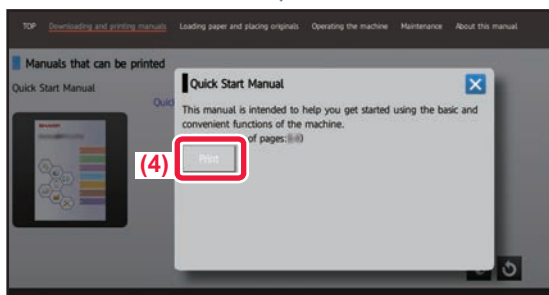 TOP Downloading and printing manuals Loading paper and placing originals Operating the machine Maintenance About this manual
Manuals that can be printed
Quick Start Manual
Quick Start Manual
This manual is intended to help you get started using the basic and
convenient functions of the machine.
of pages:
(4)
Print
SHARP